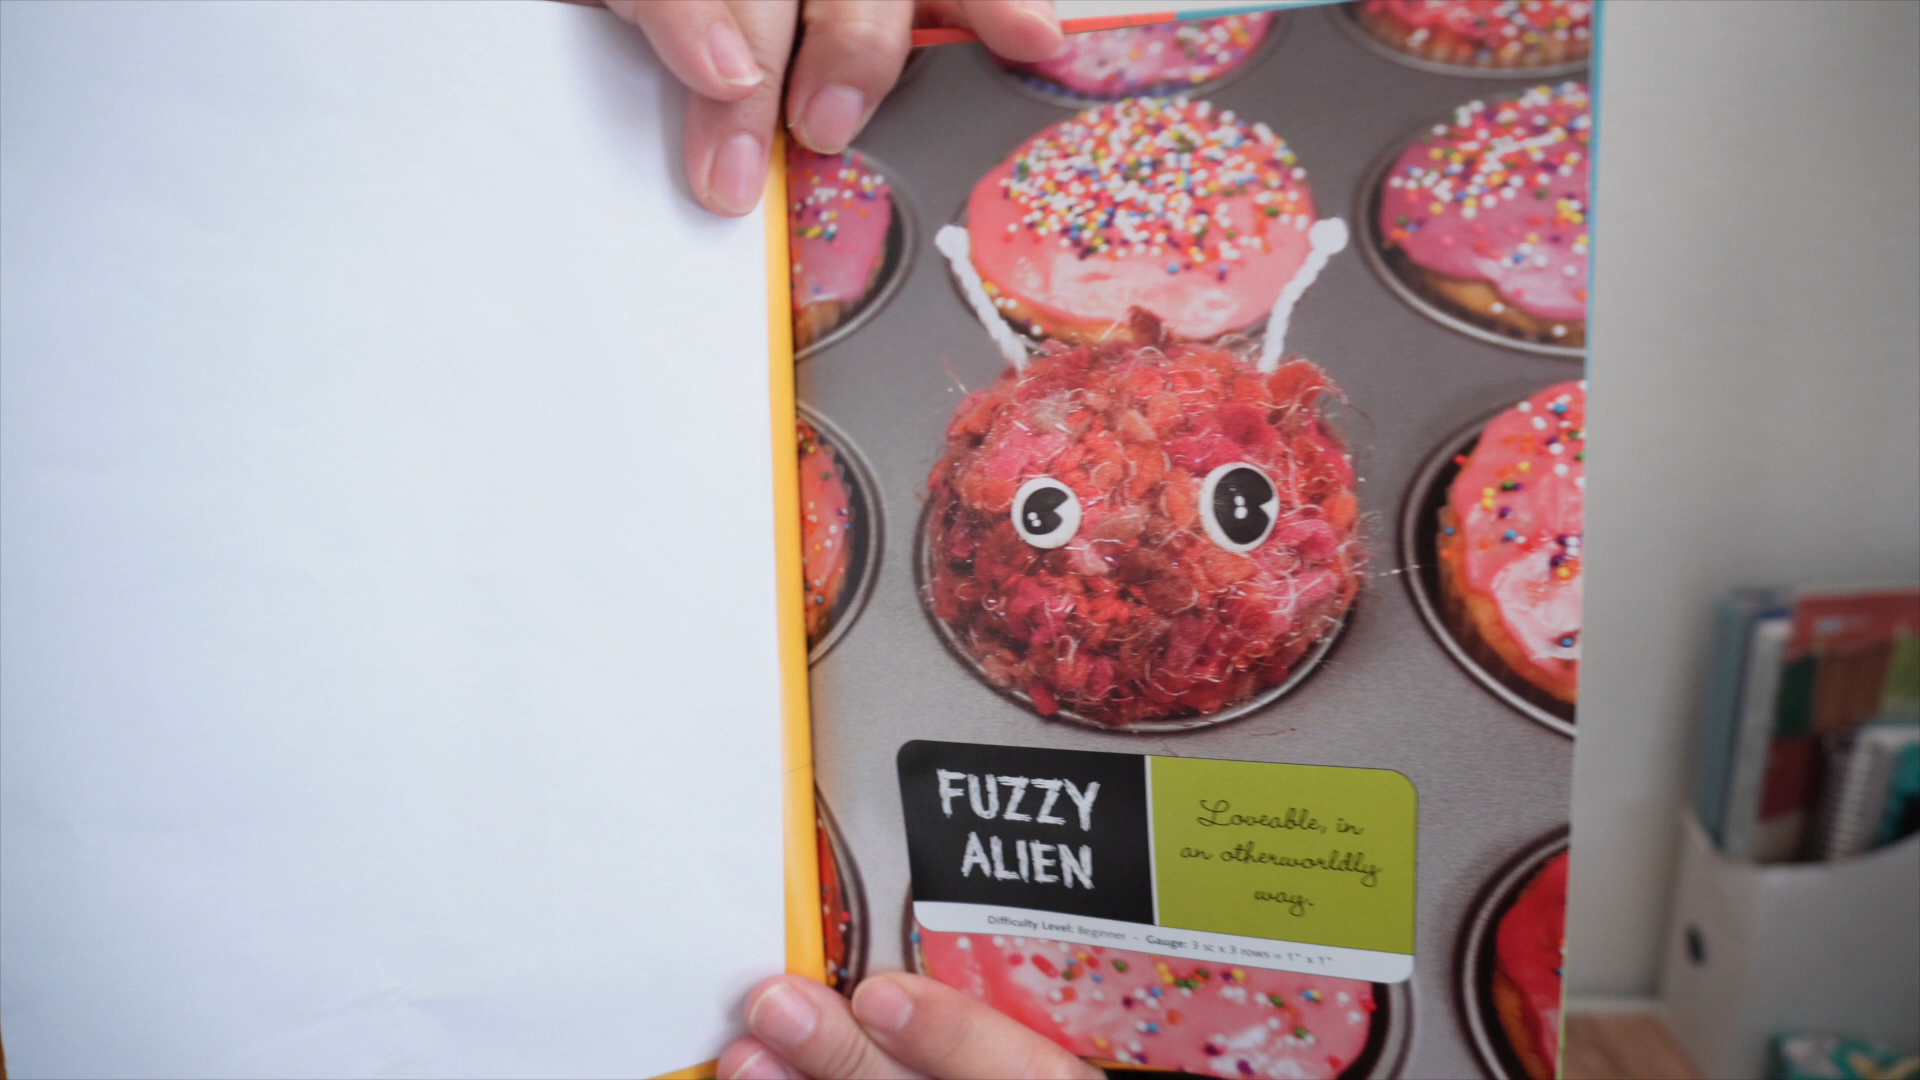 FUZZY
ALIEN
Loveable, in
an otherworldly
way.
Difficulty Level: Beginner - Gauge: 3 sc x 3 rows = 1" x 1"